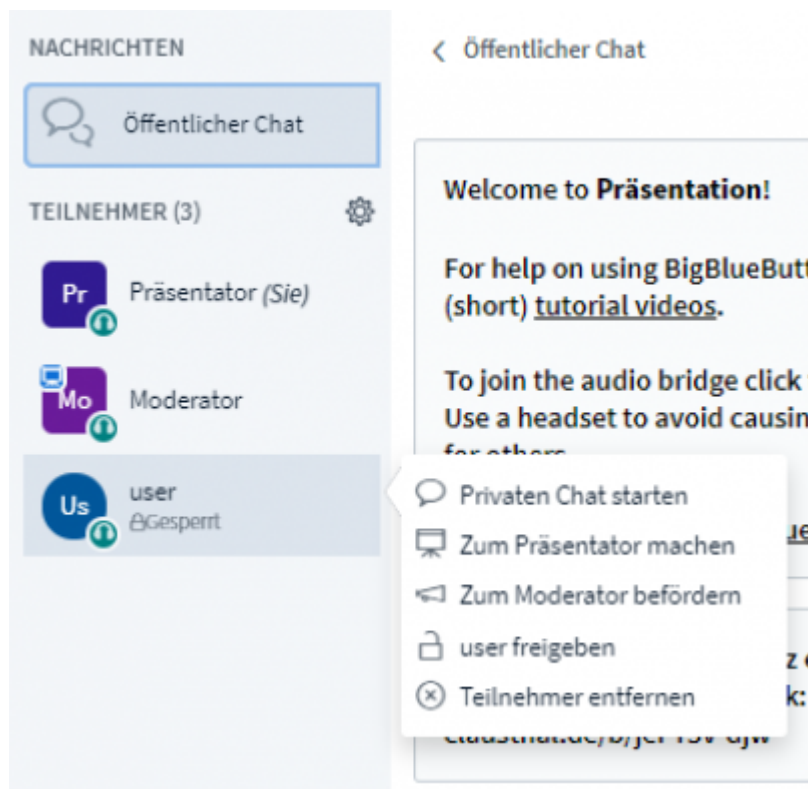 NACHRICHTEN
Öffentlicher Chat
TEILNEHMER (3)
Pr
Präsentator (Sie)
Mo
Moderator
Us
user
Gesperrt
Öffentlicher Chat
Welcome to Präsentation!
For help on using BigBlueButt
(short) tutorial videos.
To join the audio bridge click
Use a headset to avoid causin
for others.
Privaten Chat starten
Zum Präsentator machen
Zum Moderator befördern
user freigeben
Teilnehmer entfernen
k: